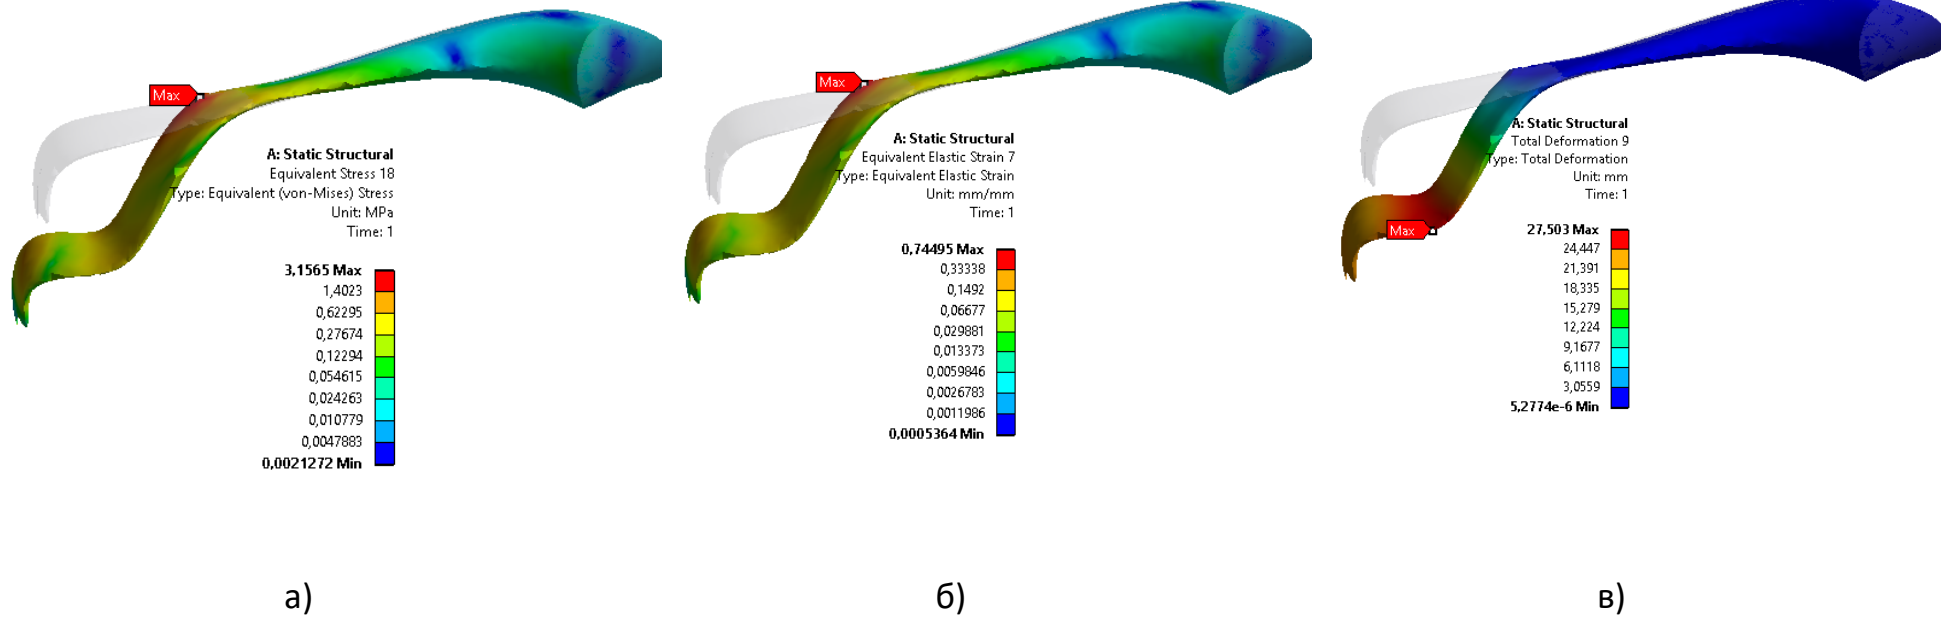 Max
A: Static Structural
Equivalent Stress 18
Type: Equivalent (von-Mises) Stress
Unit: MPa
Time: 1
3,1565 Max
1,4023
0,62295
0,27674
0,12294
0,054615
0,024263
0,010779
0,0047883
0,0021272 Min
а)
Max
A: Static Structural
Equivalent Elastic Strain 7
Type: Equivalent Elastic Strain
Unit: mm/mm
Time: 1
0,74495 Max
0,33338
0,1492
0,06677
0,029881
0,013373
0,0059846
0,0026783
0,0011986
0,0005364 Min
б)
A: Static Structural
Total Deformation 9
Type: Total Deformation
Unit: mm
Time: 1
Max
27,503 Max
24,447
21,391
18,335
15,279
12,224
9,1677
6,1118
3,0559
5,2774e-6 Min
в)